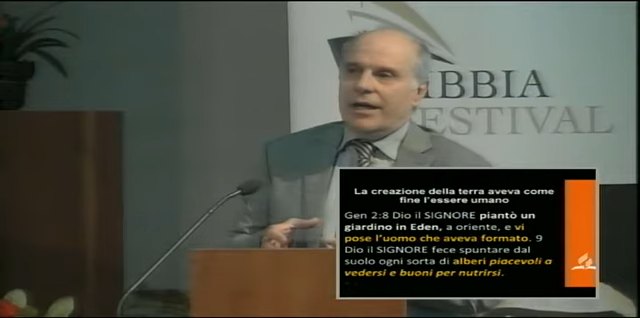 IBBIA
ESTIVAL
La creazione della terra aveva come
fine l'essere umano
Gen 2:8 Dio il SIGNORE piantò un
giardino in Eden, a oriente, e vi
pose l'uomo che aveva formato. 9
Dio il SIGNORE fece spuntare dal
suolo ogni sorta di alberi piacevoli a
vedersi e buoni per nutrirsi.